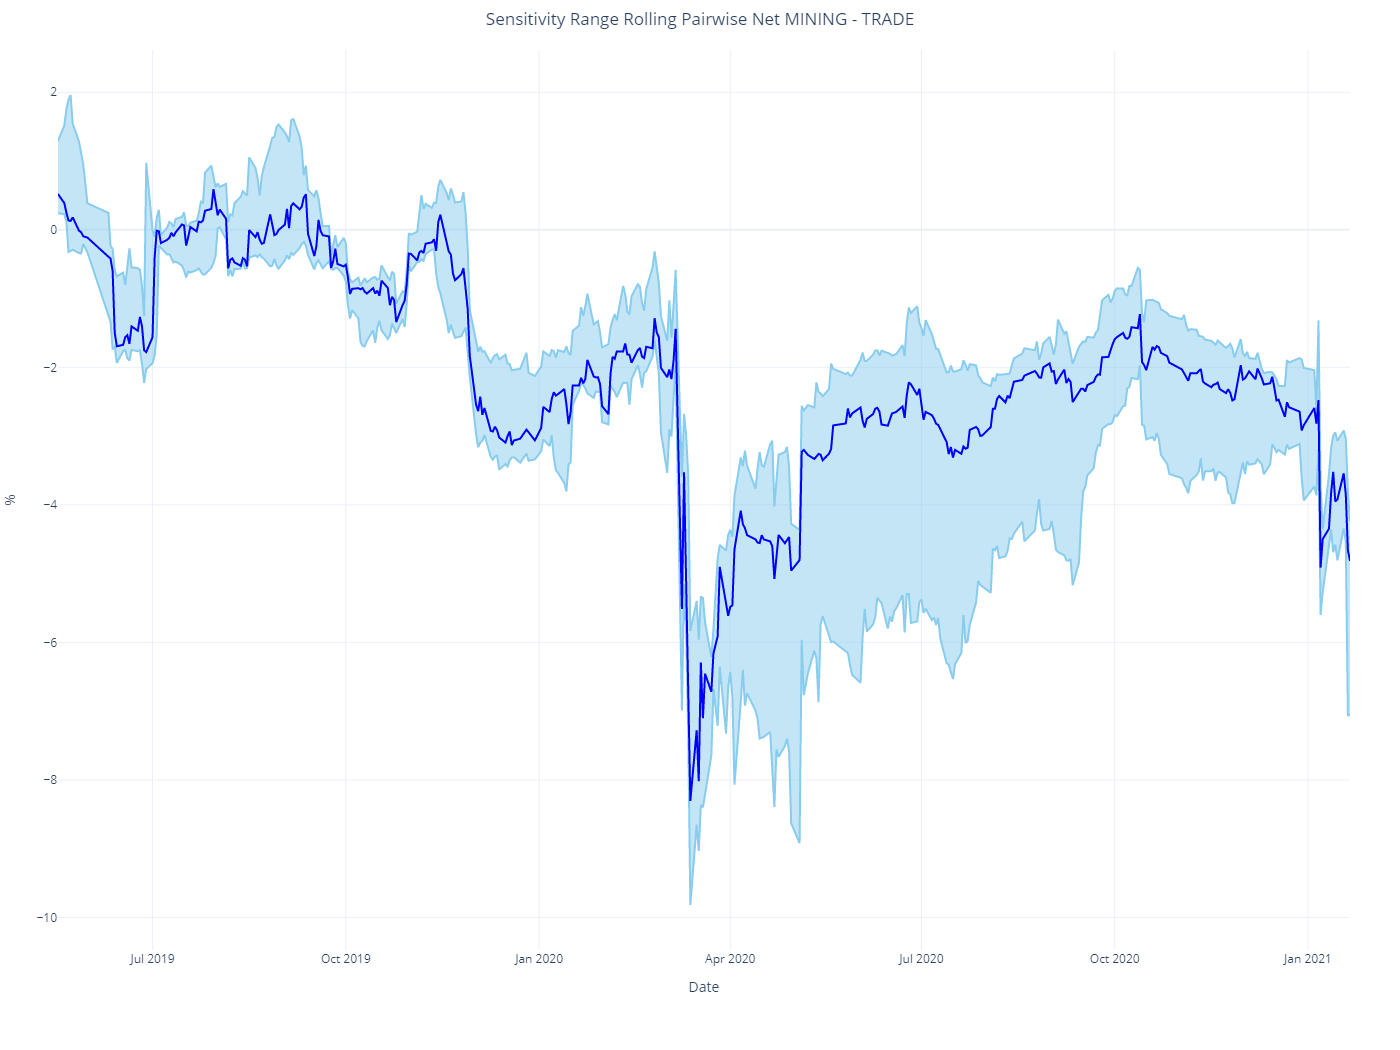 Sensitivity Range Rolling Pairwise Net MINING - TRADE
2
0
−2
−4
−6
−8
−10
%
Jul 2019
Oct 2019
Jan 2020
Apr 2020
Jul 2020
Oct 2020
Jan 2021
Date